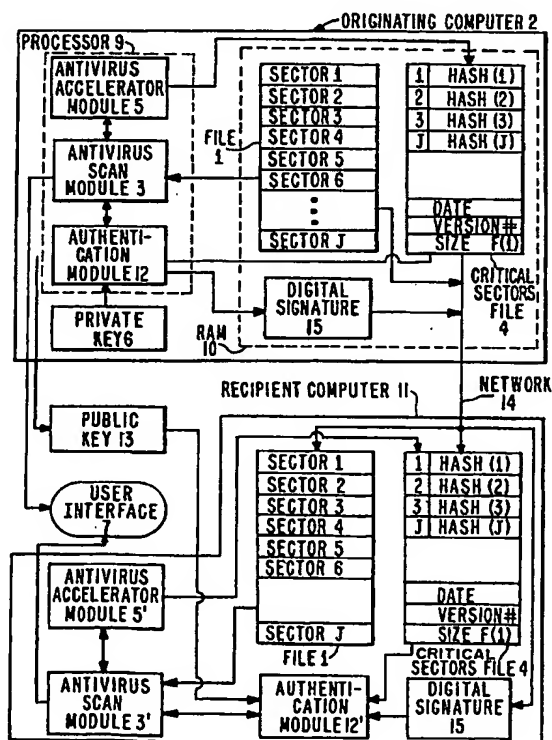 ORIGINATING COMPUTER 2
PROCESSOR 9
ANTIVIRUS
ACCELERATOR
MODULE 5
ANTIVIRUS
SCAN
MODULE 3
AUTHENTI-
CATION
MODULE 12
PRIVATE
KEY 6
FILE
1
SECTOR 1
SECTOR 2
SECTOR 3
SECTOR 4
SECTOR 5
SECTOR 6
SECTOR J
1 HASH (1)
2 HASH (2)
3 HASH (3)
J HASH (J)
DATE
VERSION#
SIZE F(1)
CRITICAL
SECTORS
FILE
4
DIGITAL
SIGNATURE
15
RAM
10
NETWORK
14
RECIPIENT COMPUTER 11
PUBLIC
KEY 13
USER
INTERFACE
7
ANTIVIRUS
ACCELERATOR
MODULE 5'
ANTIVIRUS
SCAN
MODULE 3'
SECTOR 1
SECTOR 2
SECTOR 3
SECTOR 4
SECTOR 5
SECTOR 6
SECTOR J
FILE 1
1 HASH (1)
2 HASH (2)
3 HASH (3)
J HASH (J)
DATE
VERSION#
SIZE F(1)
CRITICAL
SECTORS FILE 4
AUTHENTI-
CATION
MODULE 12'
DIGITAL
SIGNATURE
15